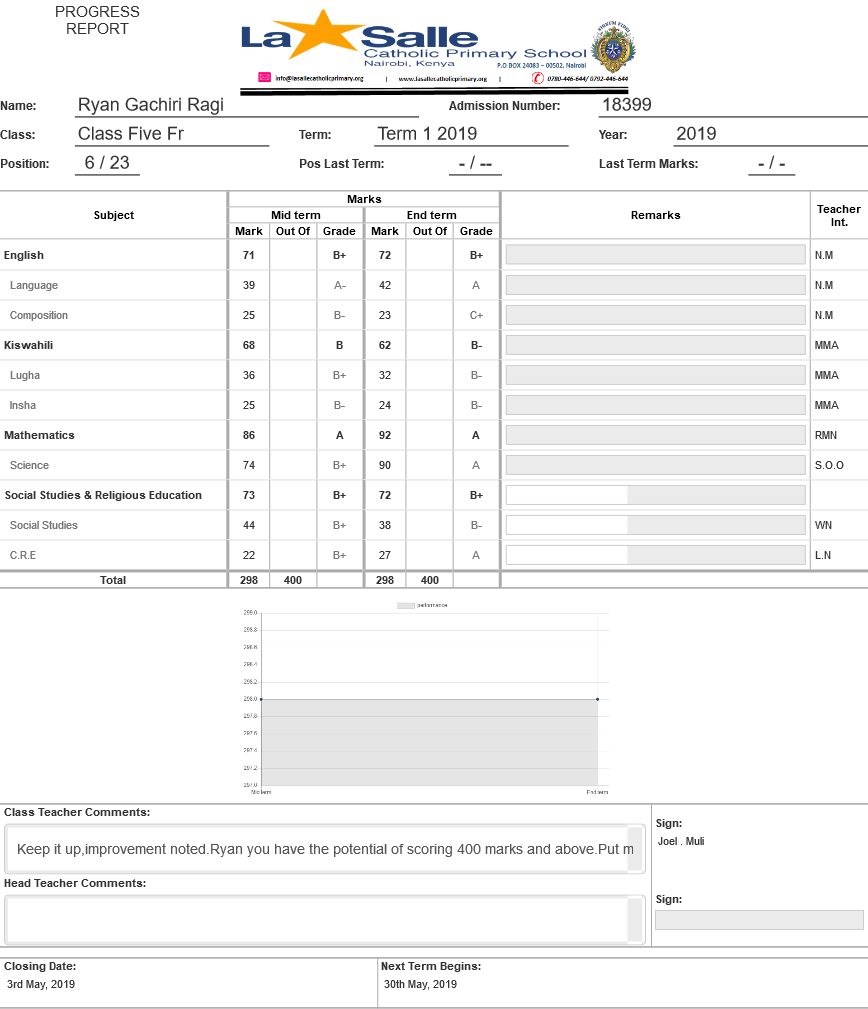 PROGRESS
REPORT
La Salle
Catholic Primary School
Nairobi, Kenya
P.O BOX 24083 – 00502, Nairobi
info@lasallecatholicprimary.org | www.lasallecatholicprimary.org | 0780-446-644/ 0792-446-644
Name: Ryan Gachiri Ragi Admission Number: 18399
Class: Class Five Fr Term: Term 1 2019 Year: 2019
Position: 6 / 23 Pos Last Term: - / -- Last Term Marks: - / -
Subject Marks Remarks Teacher Int.
Mid term End term
Mark Out Of Grade Mark Out Of Grade
English 71 B+ 72 B+ N.M
Language 39 A- 42 A N.M
Composition 25 B- 23 C+ N.M
Kiswahili 68 B 62 B- MMA
Lugha 36 B+ 32 B- MMA
Insha 25 B- 24 B- MMA
Mathematics 86 A 92 A RMN
Science 74 B+ 90 A S.O.O
Social Studies & Religious Education 73 B+ 72 B+
Social Studies 44 B+ 38 B- WN
C.R.E 22 B+ 27 A L.N
Total 298 400 298 400
performance
299.0
298.8
298.6
298.4
298.2
298.0
297.8
297.6
297.4
297.2
297.0
Mid term End term
Class Teacher Comments:
Keep it up,improvement noted.Ryan you have the potential of scoring 400 marks and above.Put m
Sign:
Joel . Muli
Head Teacher Comments:
Sign:
Closing Date: Next Term Begins:
3rd May, 2019 30th May, 2019